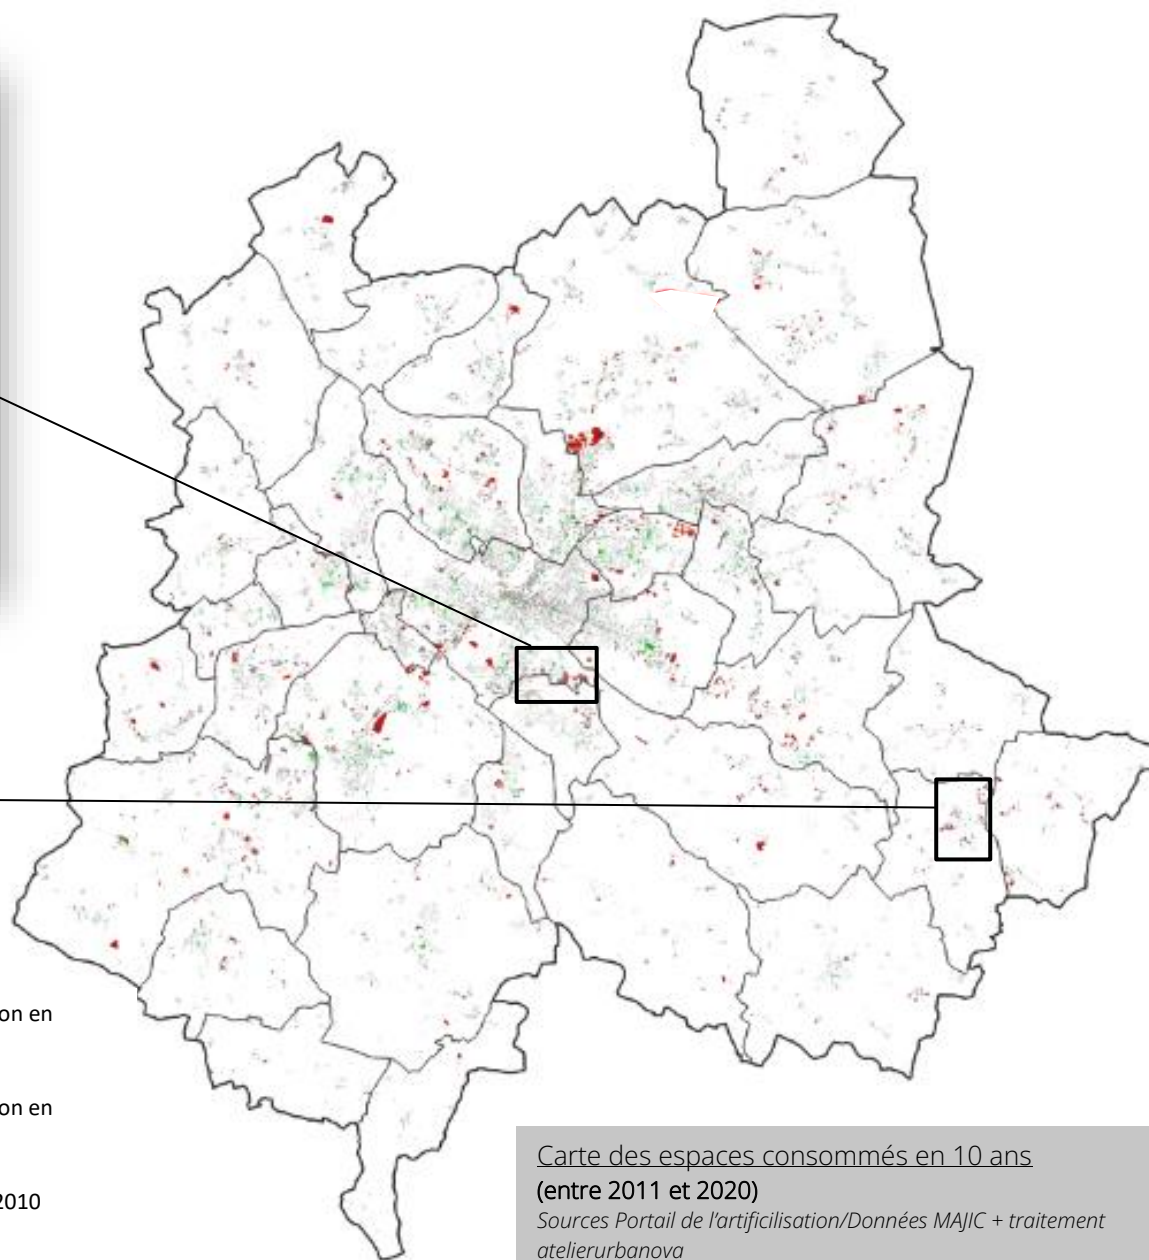 on en
on en
2010
Carte des espaces consommés en 10 ans
(entre 2011 et 2020)
Sources Portail de l'artificilisation/Données MAJIC + traitement
atelierurbanova